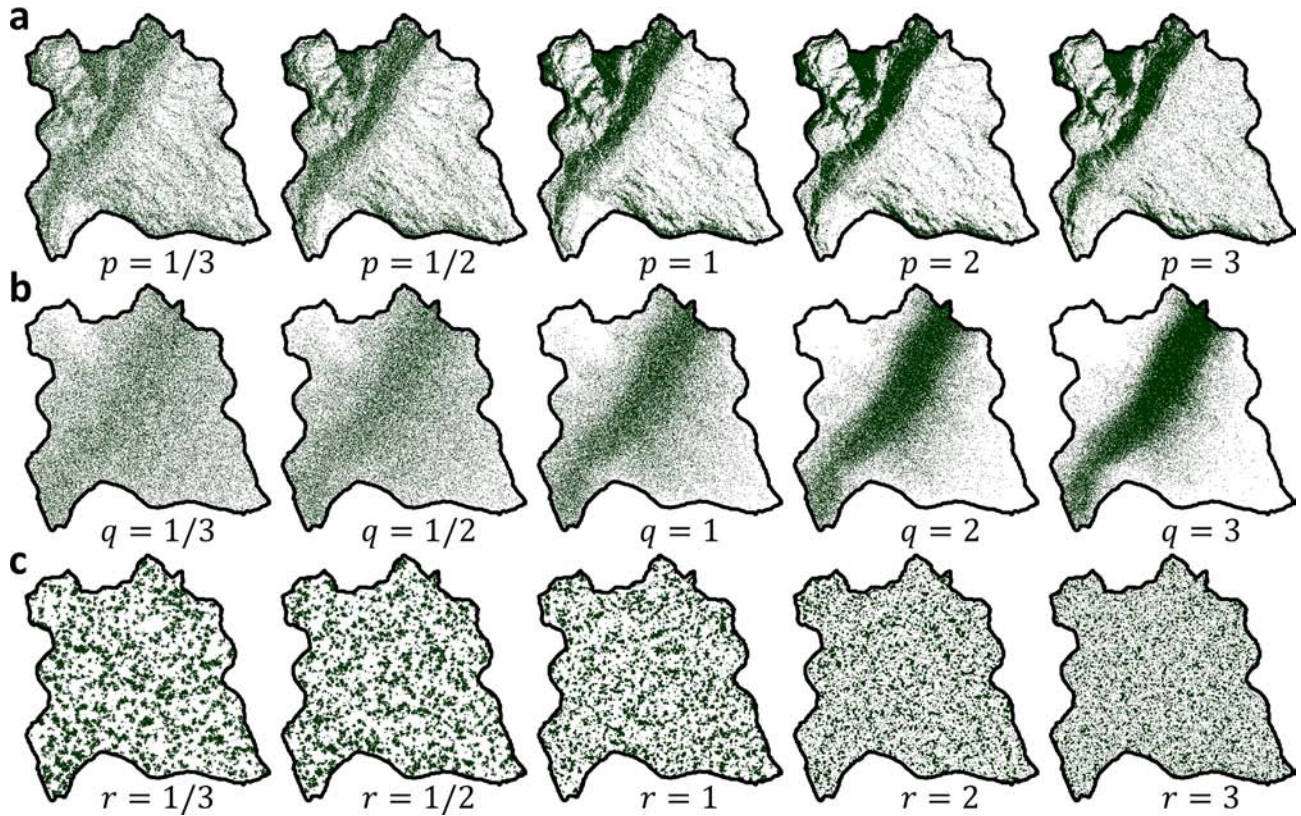 a
p = 1/3 p = 1/2 p = 1 p = 2 p = 3
b
q = 1/3 q = 1/2 q = 1 q = 2 q = 3
c
r = 1/3 r = 1/2 r = 1 r = 2 r = 3